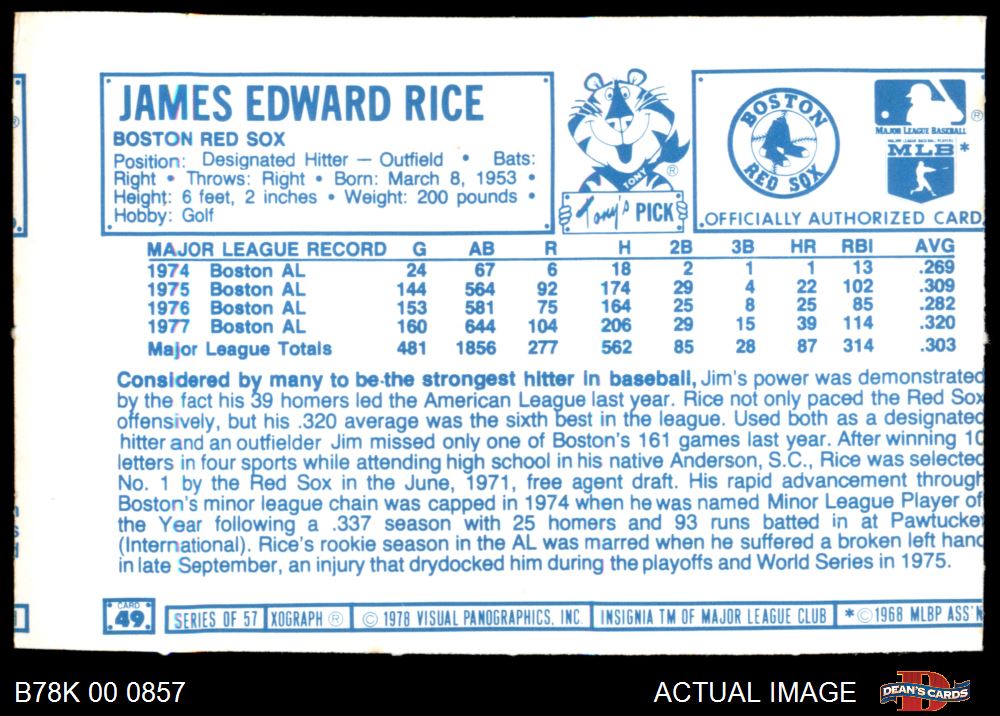 JAMES EDWARD RICE
BOSTON RED SOX
Position: Designated Hitter — Outfield • Bats:
Right • Throws: Right • Born: March 8, 1953 •
Height: 6 feet, 2 inches • Weight: 200 pounds •
Hobby: Golf
TONY
®
Tony's PICK
BOSTON
RED SOX
®
MAJOR LEAGUE BASEBALL
MLB *
OFFICIALLY AUTHORIZED CARD
MAJOR LEAGUE RECORD G AB R H 2B 3B HR RBI AVG
1974 Boston AL 24 67 6 18 2 1 1 13 .269
1975 Boston AL 144 564 92 174 29 4 22 102 .309
1976 Boston AL 153 581 75 164 25 8 25 85 .282
1977 Boston AL 160 644 104 206 29 15 39 114 .320
Major League Totals 481 1856 277 562 85 28 87 314 .303
Considered by many to be the strongest hitter in baseball, Jim's power was demonstrated
by the fact his 39 homers led the American League last year. Rice not only paced the Red Sox
offensively, but his .320 average was the sixth best in the league. Used both as a designated
hitter and an outfielder Jim missed only one of Boston's 161 games last year. After winning 10
letters in four sports while attending high school in his native Anderson, S.C., Rice was selected
No. 1 by the Red Sox in the June, 1971, free agent draft. His rapid advancement through
Boston's minor league chain was capped in 1974 when he was named Minor League Player of
the Year following a .337 season with 25 homers and 93 runs batted in at Pawtucket
(International). Rice's rookie season in the AL was marred when he suffered a broken left hand
in late September, an injury that drydocked him during the playoffs and World Series in 1975.
CARD
49
SERIES OF 57 XOGRAPH ® © 1978 VISUAL PANOGRAPHICS, INC. INSIGNIA TM OF MAJOR LEAGUE CLUB *© 1968 MLBP ASS'N
B78K 00 0857
ACTUAL IMAGE
DEAN'S CARDS